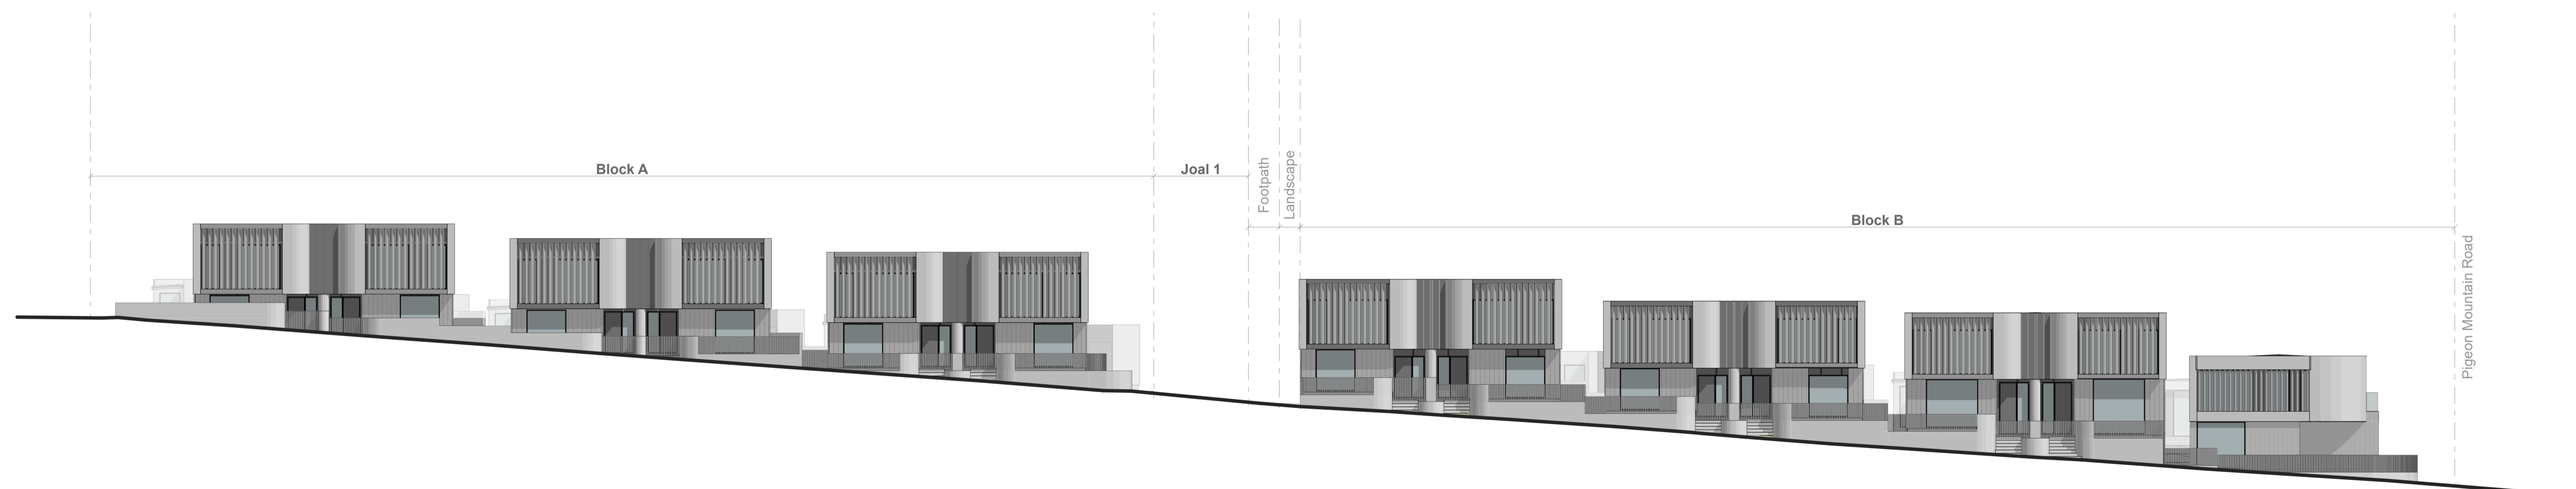 Block A
Joal 1
Footpath
Landscape
Block B
Pigeon Mountain Road